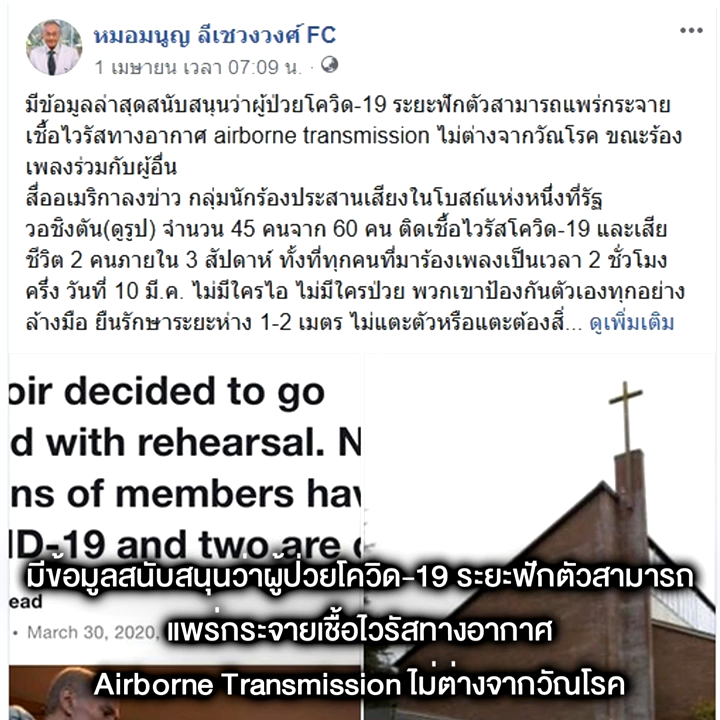 หมอมนูญ ลีเชวงวงศ์ FC
1 เมษายน เวลา 07:09 น. ·
มีข้อมูลล่าสุดสนับสนุนว่าผู้ป่วยโควิด-19 ระยะฟักตัวสามารถแพร่กระจาย
เชื้อไวรัสทางอากาศ airborne transmission ไม่ต่างจากวัณโรค ขณะร้อง
เพลงร่วมกับผู้อื่น
สื่ออเมริกาลงข่าว กลุ่มนักร้องประสานเสียงในโบสถ์แห่งหนึ่งที่รัฐ
วอชิงตัน(ดูรูป) จำนวน 45 คนจาก 60 คน ติดเชื้อไวรัสโควิด-19 และเสีย
ชีวิต 2 คนภายใน 3 สัปดาห์ ทั้งที่ทุกคนที่มาร้องเพลงเป็นเวลา 2 ชั่วโมง
ครึ่ง วันที่ 10 มี.ค. ไม่มีใครไอ ไม่มีใครป่วย พวกเขาป้องกันตัวเองทุกอย่าง
ล้างมือ ยืนรักษาระยะห่าง 1-2 เมตร ไม่แตะตัวหรือแตะต้องสิ่... ดูเพิ่มเติม
oir decided to go
d with rehearsal. N
ns of members hav
ID-19 and two are
มีข้อมูลสนับสนุนว่าผู้ป่วยโควิด-19 ระยะฟักตัวสามารถ
ead
• March 30, 2020,
แพร่กระจายเชื้อไวรัสทางอากาศ
Airborne Transmission ไม่ต่างจากวัณโรค